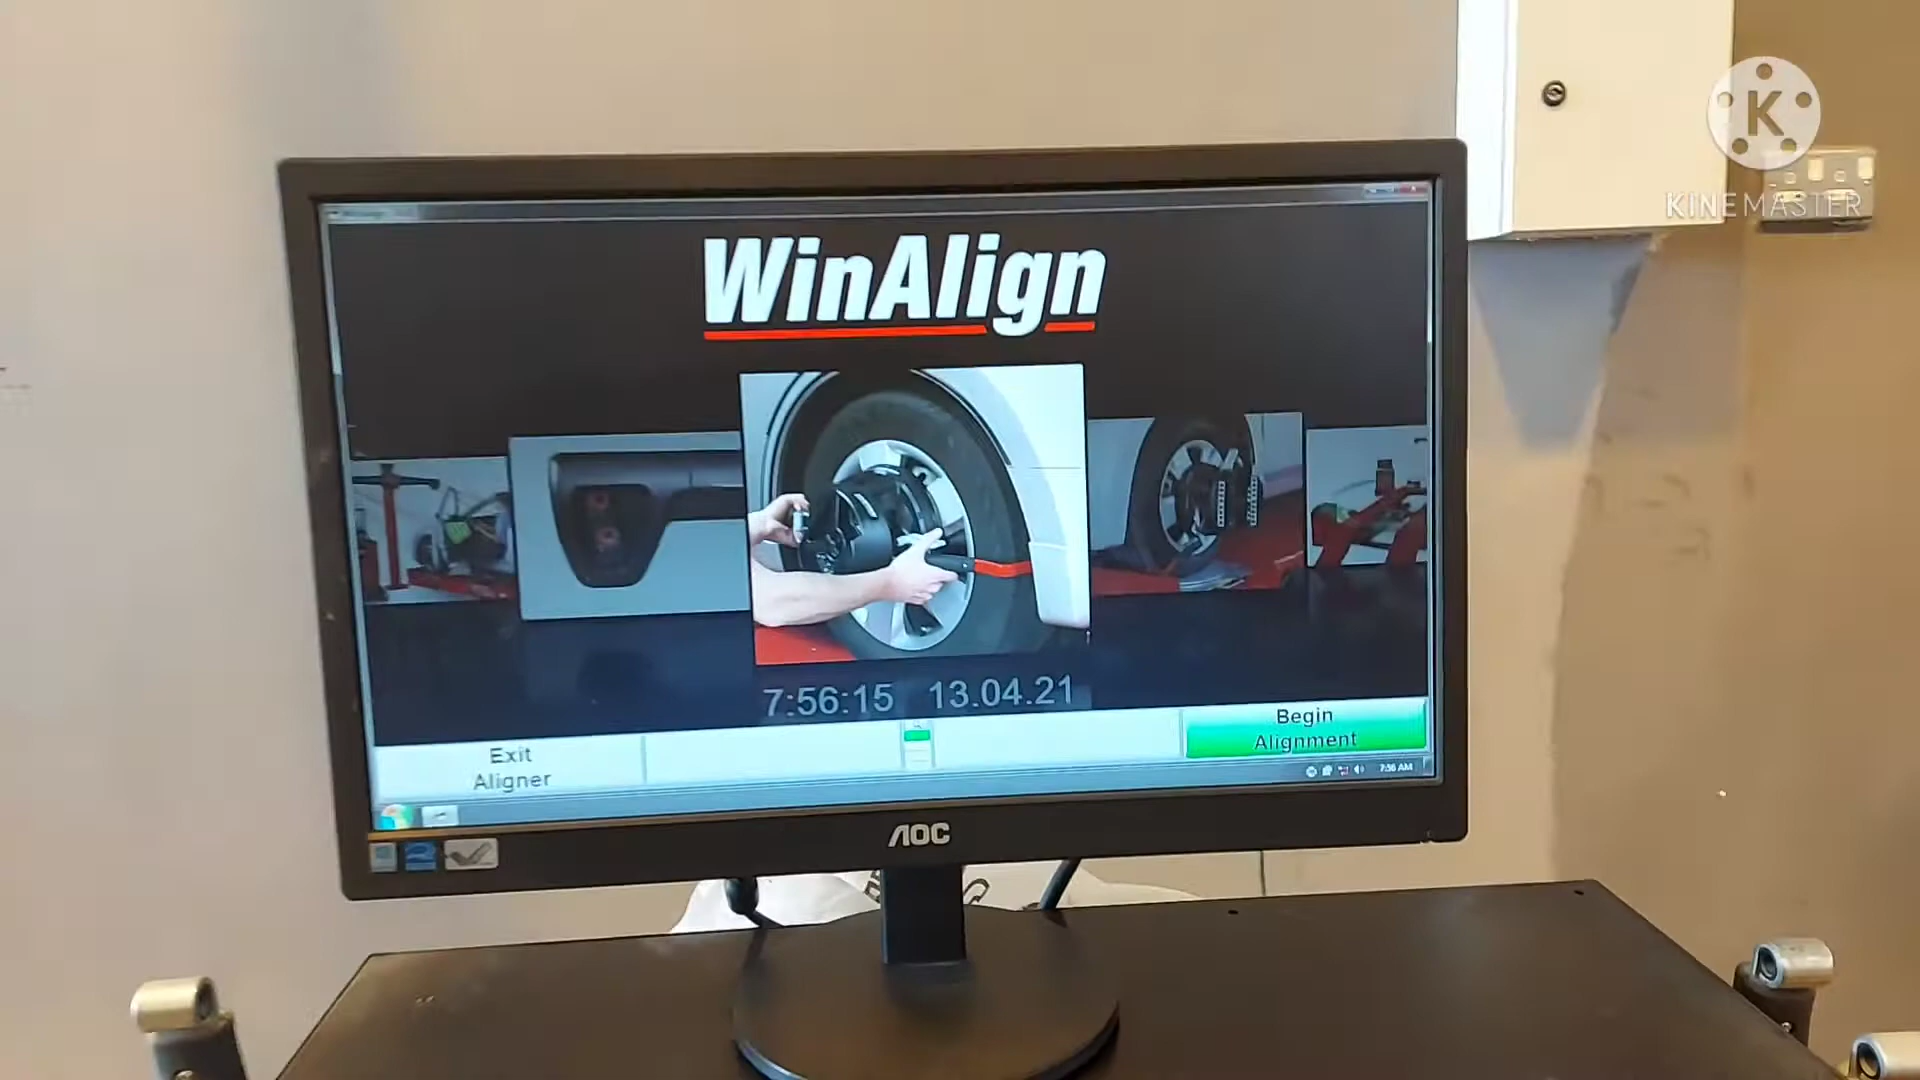 K
KINEMASTER
WinAlign
7:56:15 13.04.21
Begin
Alignment
Exit
Aligner
7:56 AM
AOC